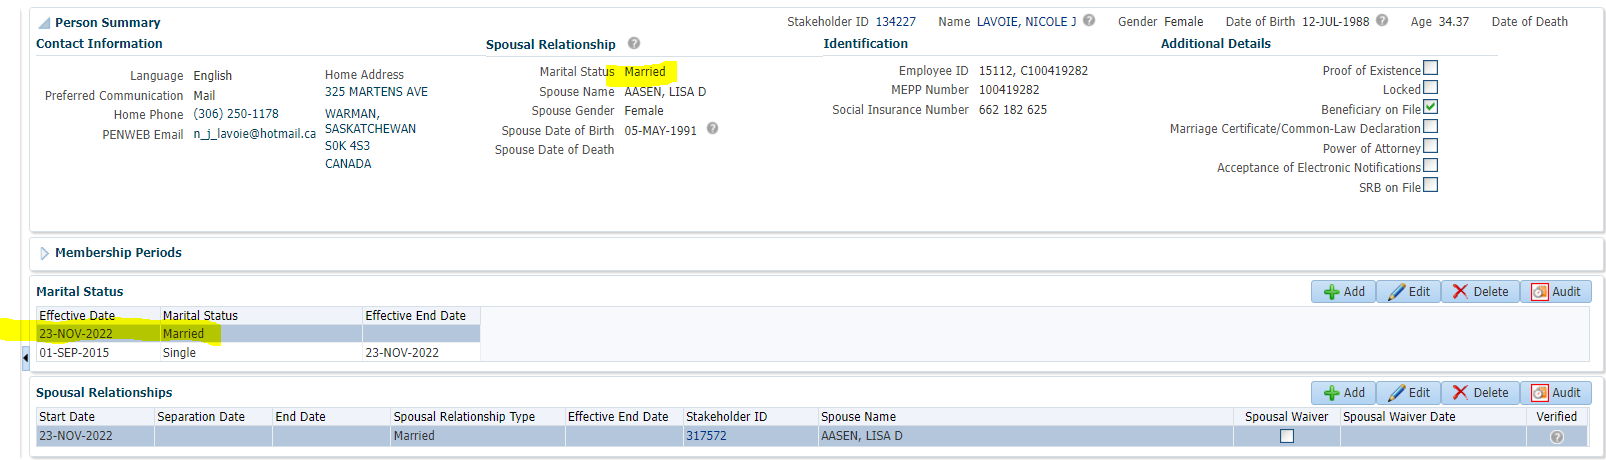 Person Summary
Stakeholder ID 134227 Name LAVOIE, NICOLE J Gender Female Date of Birth 12-JUL-1988 Age 34.37 Date of Death
Contact Information
Language English
Preferred Communication Mail
Home Phone (306) 250-1178
PENWEB Email n_j_lavoie@hotmail.ca
Home Address
325 MARTENS AVE
WARMAN,
SASKATCHEWAN
S0K 4S3
CANADA
Spousal Relationship
Marital Status Married
Spouse Name AASEN, LISA D
Spouse Gender Female
Spouse Date of Birth 05-MAY-1991
Spouse Date of Death
Identification
Employee ID 15112, C100419282
MEPP Number 100419282
Social Insurance Number 662 182 625
Additional Details
Proof of Existence
Locked
Beneficiary on File
Marriage Certificate/Common-Law Declaration
Power of Attorney
Acceptance of Electronic Notifications
SRB on File
Membership Periods
Marital Status
Add Edit Delete Audit
Effective Date Marital Status Effective End Date
23-NOV-2022 Married
01-SEP-2015 Single 23-NOV-2022
Spousal Relationships
Add Edit Delete Audit
Start Date Separation Date End Date Spousal Relationship Type Effective End Date Stakeholder ID Spouse Name Spousal Waiver Spousal Waiver Date Verified
23-NOV-2022 Married 317572 AASEN, LISA D